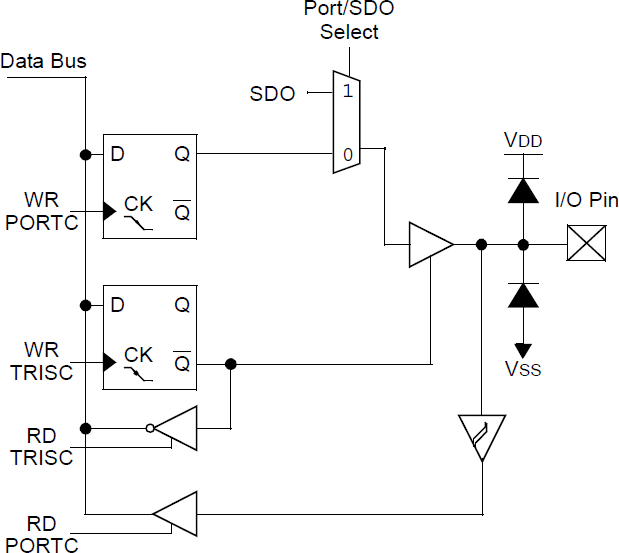 Port/SDO
Select
Data Bus
SDO
1
0
VDD
D
Q
WR
PORTC
CK
Q
I/O Pin
D
Q
WR
TRISC
CK
Q
VSS
RD
TRISC
RD
PORTC